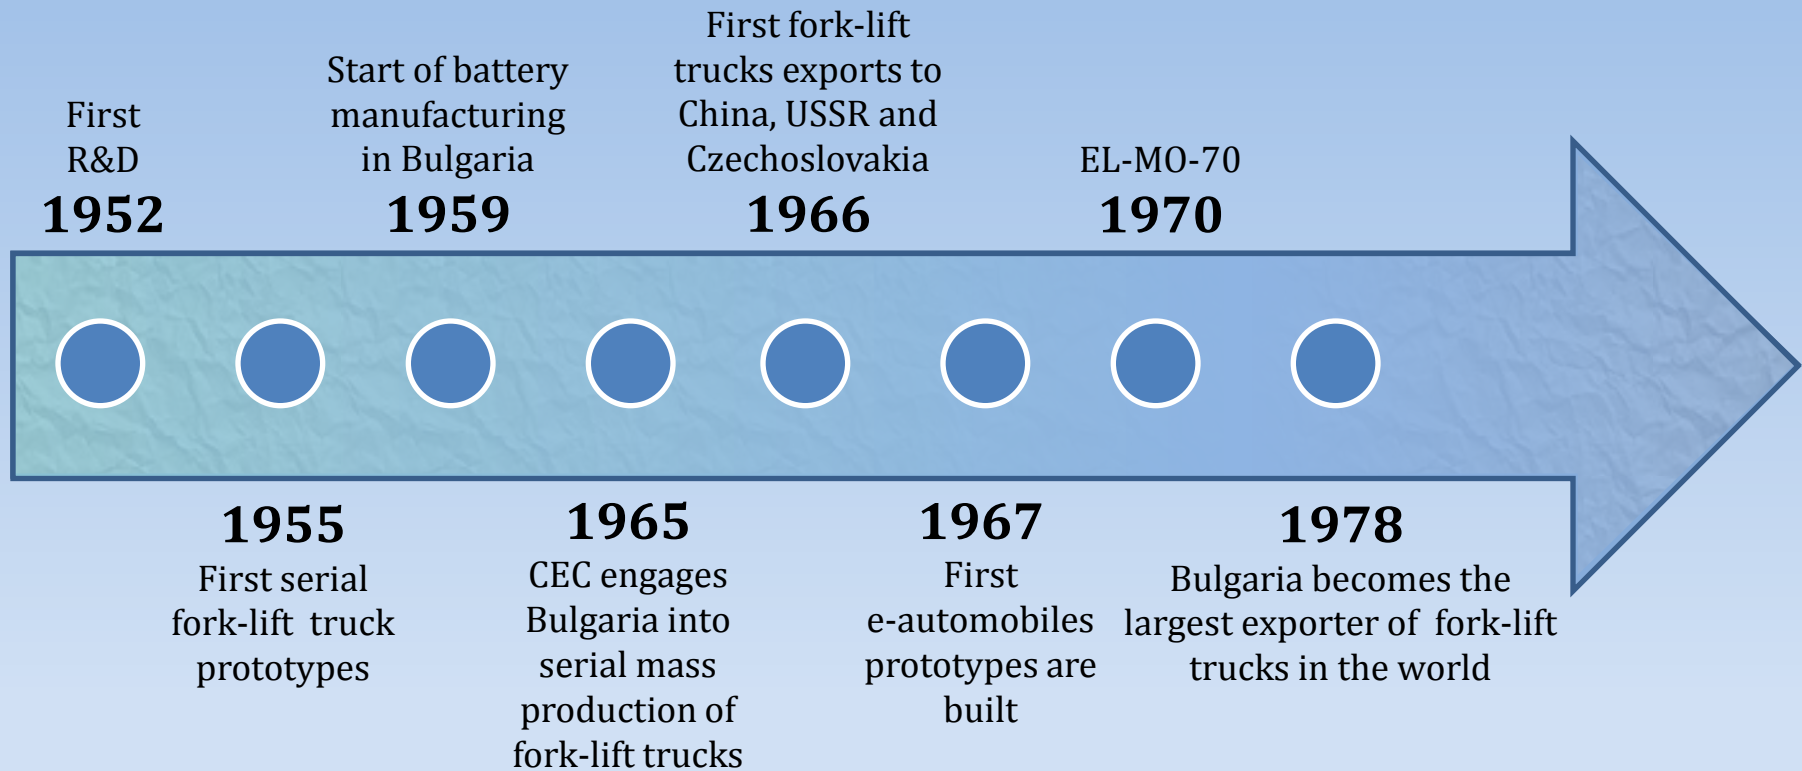 First
R&D
1952
1955
First serial
fork-lift truck
prototypes
Start of battery
manufacturing
in Bulgaria
1959
1965
CEC engages
Bulgaria into
serial mass
production of
fork-lift trucks
First fork-lift
trucks exports to
China, USSR and
Czechoslovakia
1966
1967
First
e-automobiles
prototypes are
built
EL-MO-70
1970
1978
Bulgaria becomes the
largest exporter of fork-lift
trucks in the world